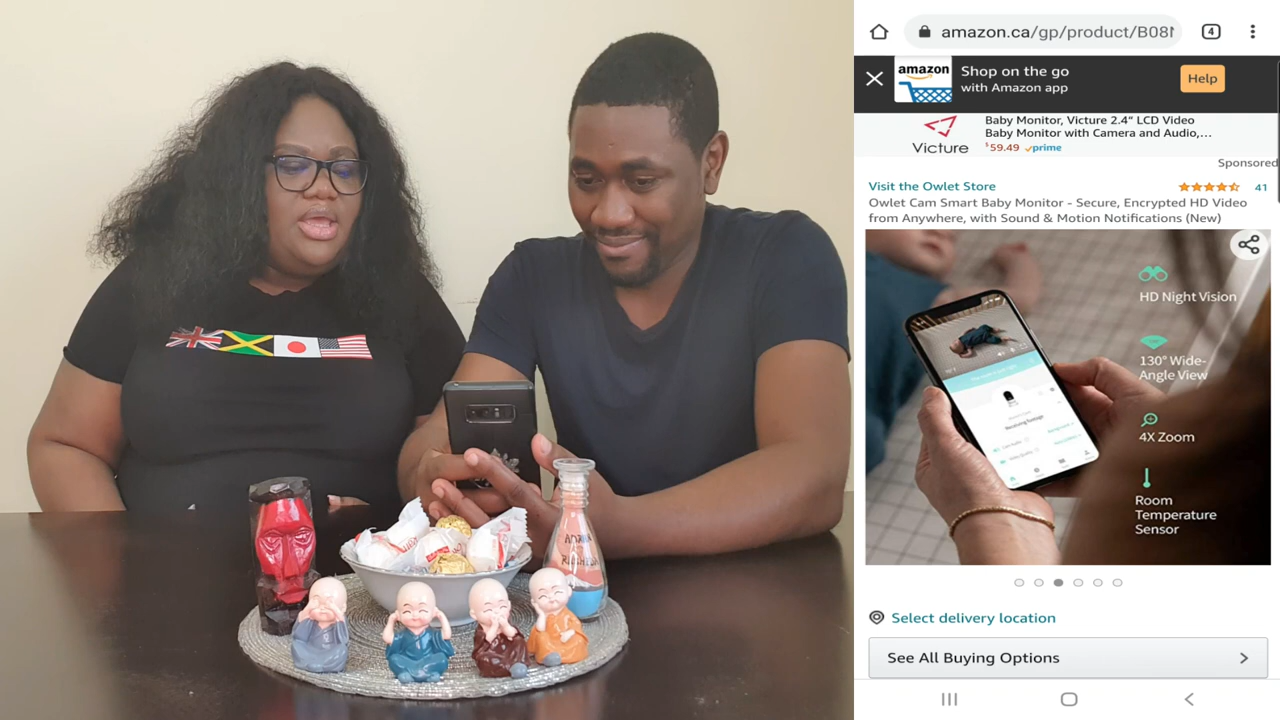 amazon.ca/gp/product/B08
4
amazon
Shop on the go
with Amazon app
Help
Victure
Baby Monitor, Victure 2.4" LCD Video
Baby Monitor with Camera and Audio,...
$59.49 prime
Sponsored
Visit the Owlet Store
41
Owlet Cam Smart Baby Monitor - Secure, Encrypted HD Video
from Anywhere, with Sound & Motion Notifications (New)
HD Night Vision
130° Wide-
Angle View
4X Zoom
Room
Temperature
Sensor
Select delivery location
See All Buying Options